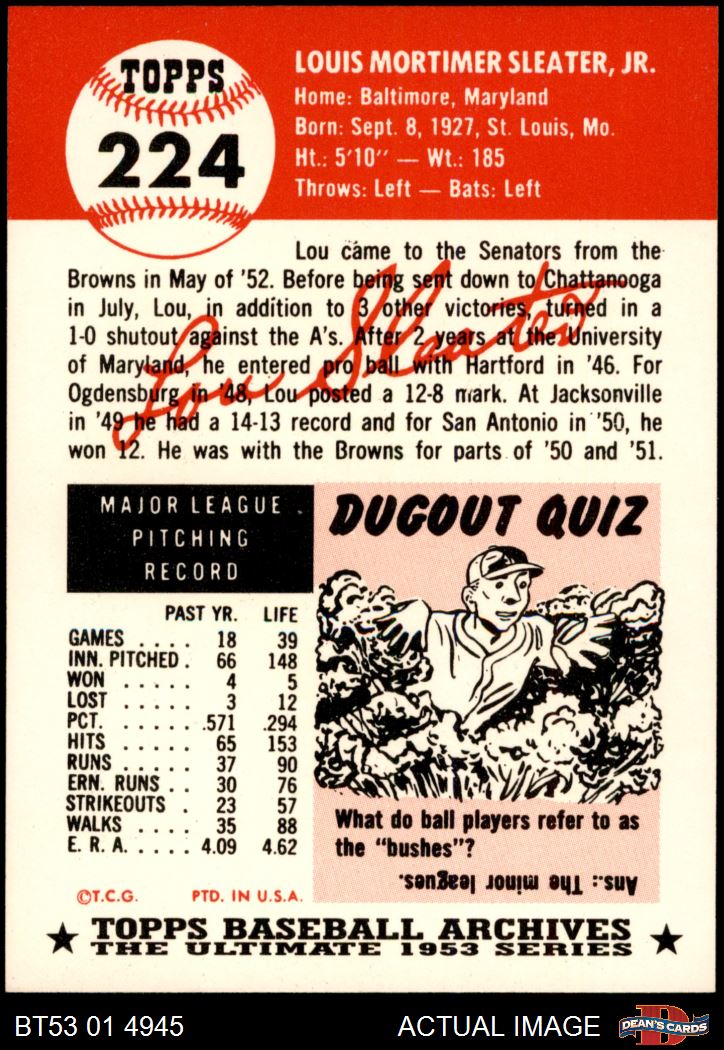 TOPPS
224
LOUIS MORTIMER SLEATER, JR.
Home: Baltimore, Maryland
Born: Sept. 8, 1927, St. Louis, Mo.
Ht.: 5'10" — Wt.: 185
Throws: Left — Bats: Left
Lou came to the Senators from the
Browns in May of '52. Before being sent down to Chattanooga
in July, Lou, in addition to 3 other victories, turned in a
1-0 shutout against the A's. After 2 years at the University
of Maryland, he entered pro ball with Hartford in '46. For
Ogdensburg in '48, Lou posted a 12-8 mark. At Jacksonville
in '49 he had a 14-13 record and for San Antonio in '50, he
won 12. He was with the Browns for parts of '50 and '51.
Lou Sleater
MAJOR LEAGUE
PITCHING
RECORD
PAST YR. LIFE
GAMES .... 18 39
INN. PITCHED . 66 148
WON ..... 4 5
LOST ..... 3 12
PCT. ..... .571 .294
HITS ..... 65 153
RUNS ..... 37 90
ERN. RUNS .. 30 76
STRIKEOUTS . 23 57
WALKS .... 35 88
E. R. A. ..... 4.09 4.62
©T.C.G. PTD. IN U.S.A.
DUGOUT QUIZ
What do ball players refer to as
the "bushes"?
Ans.: The minor leagues.
TOPPS BASEBALL ARCHIVES
THE ULTIMATE 1953 SERIES
BT53 01 4945
ACTUAL IMAGE
D
DEAN'S CARDS